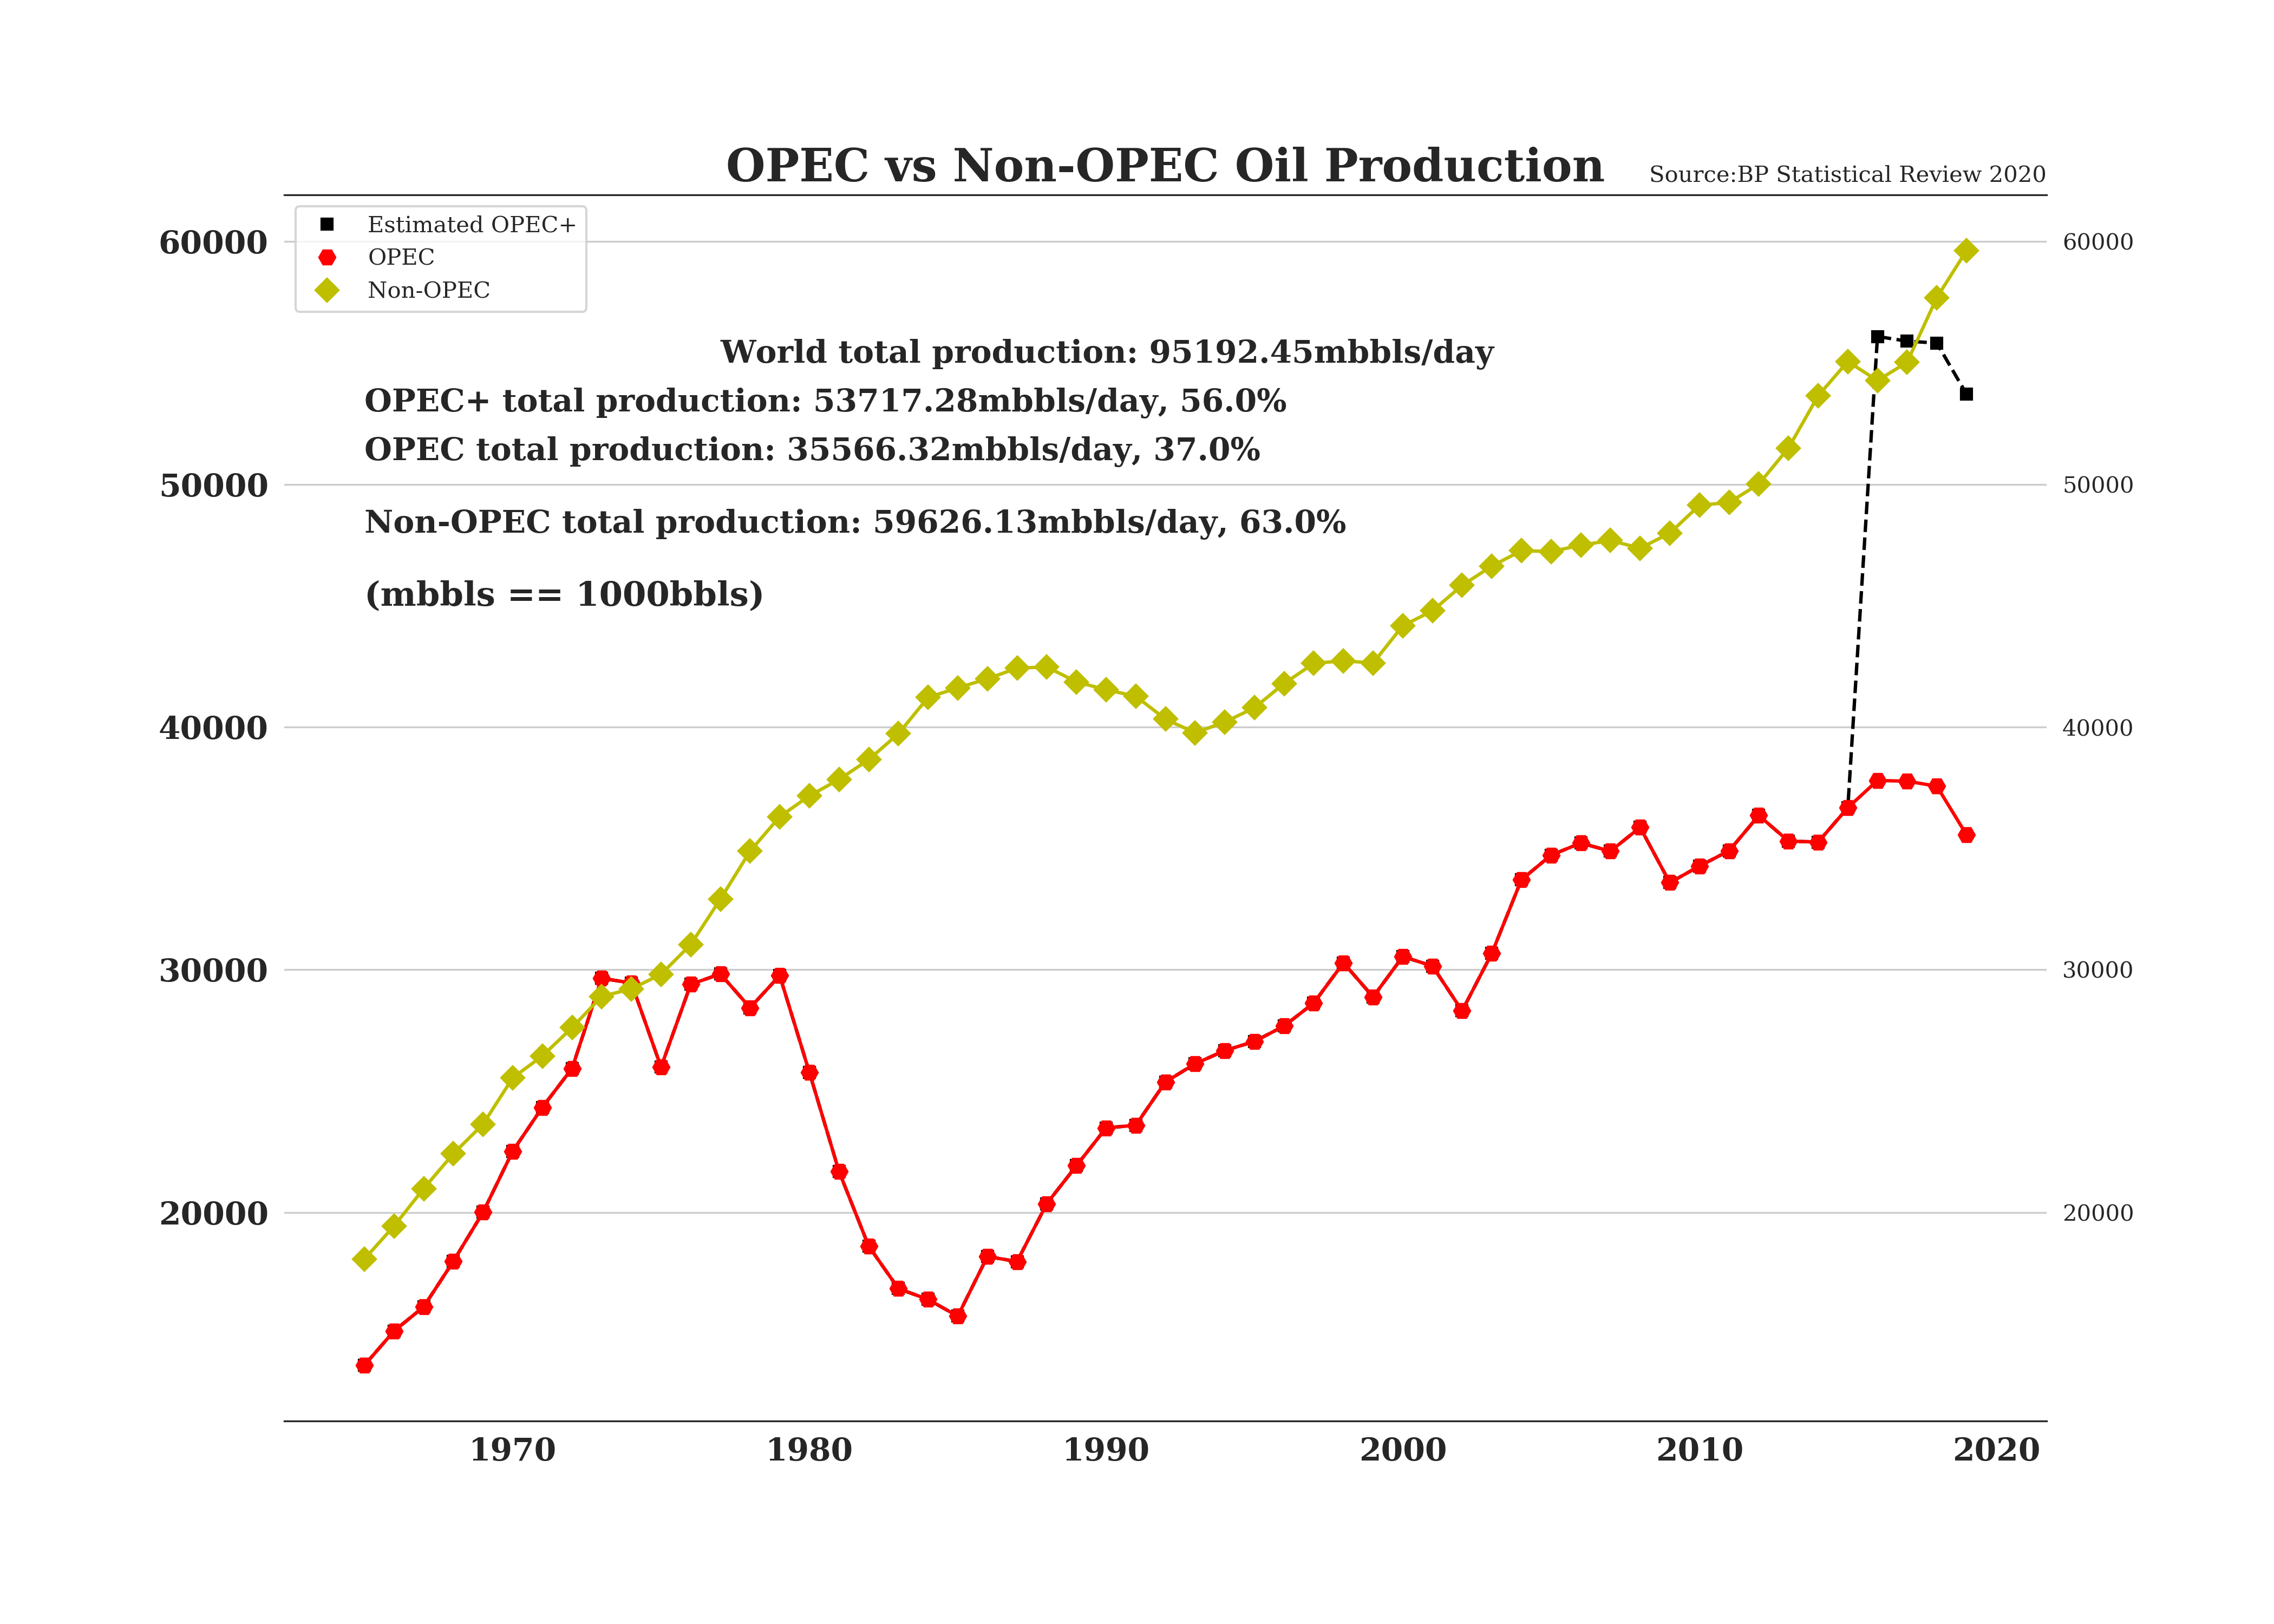 OPEC vs Non-OPEC Oil Production
Source:BP Statistical Review 2020
Estimated OPEC+
OPEC
Non-OPEC
World total production: 95192.45mbbls/day
OPEC+ total production: 53717.28mbbls/day, 56.0%
OPEC total production: 35566.32mbbls/day, 37.0%
Non-OPEC total production: 59626.13mbbls/day, 63.0%
(mbbls == 1000bbls)
60000
50000
40000
30000
20000
60000
50000
40000
30000
20000
1970 1980 1990 2000 2010 2020